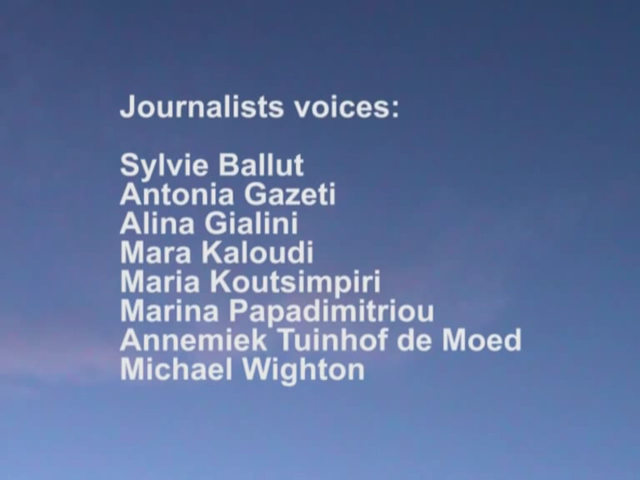 Journalists voices:
Sylvie Ballut
Antonia Gazeti
Alina Gialini
Mara Kaloudi
Maria Koutsimpiri
Marina Papadimitriou
Annemiek Tuinhof de Moed
Michael Wighton